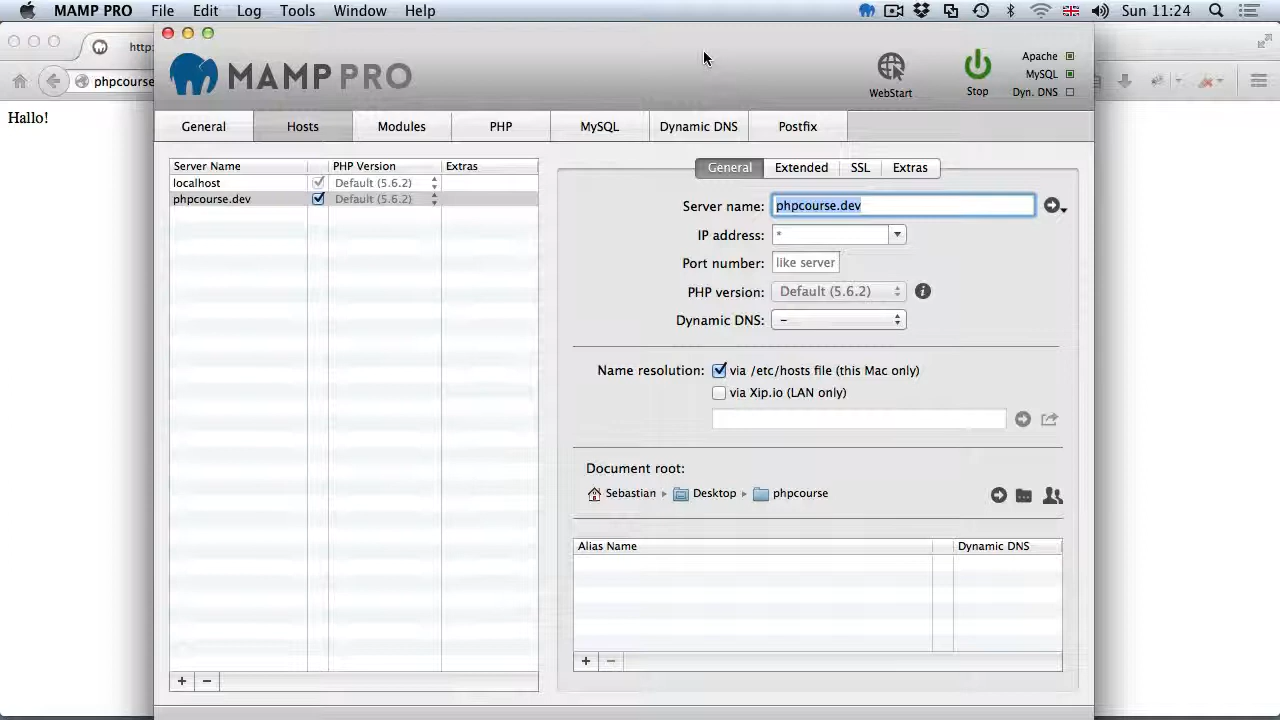 MAMP PRO File Edit Log Tools Window Help Sun 11:24
http:
phpcourse
Hallo!
MAMP PRO
WebStart
Stop
Apache
MySQL
Dyn. DNS
General Hosts Modules PHP MySQL Dynamic DNS Postfix
Server Name PHP Version Extras
localhost Default (5.6.2)
phpcourse.dev Default (5.6.2)
General Extended SSL Extras
Server name: phpcourse.dev
IP address: *
Port number: like server
PHP version: Default (5.6.2)
Dynamic DNS: –
Name resolution: via /etc/hosts file (this Mac only)
via Xip.io (LAN only)
Document root:
Sebastian Desktop phpcourse
Alias Name Dynamic DNS